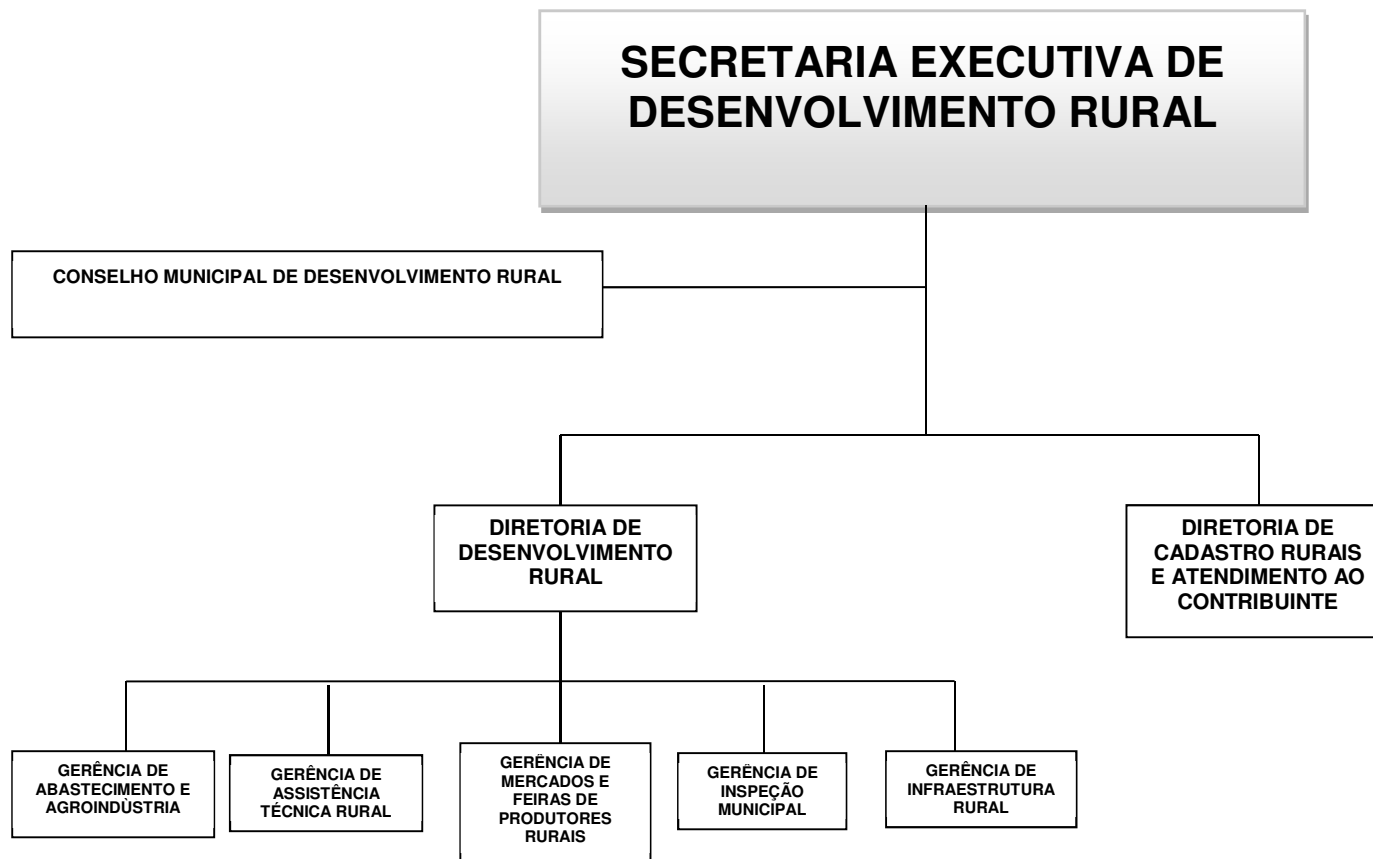 SECRETARIA EXECUTIVA DE
DESENVOLVIMENTO RURAL
CONSELHO MUNICIPAL DE DESENVOLVIMENTO RURAL
DIRETORIA DE
DESENVOLVIMENTO
RURAL
DIRETORIA DE
CADASTRO RURAIS
E ATENDIMENTO AO
CONTRIBUINTE
GERÊNCIA DE
ABASTECIMENTO E
AGROINDÙSTRIA
GERÊNCIA DE
ASSISTÊNCIA
TÉCNICA RURAL
GERÊNCIA DE
MERCADOS E
FEIRAS DE
PRODUTORES
RURAIS
GERÊNCIA DE
INSPEÇÃO
MUNICIPAL
GERÊNCIA DE
INFRAESTRUTURA
RURAL